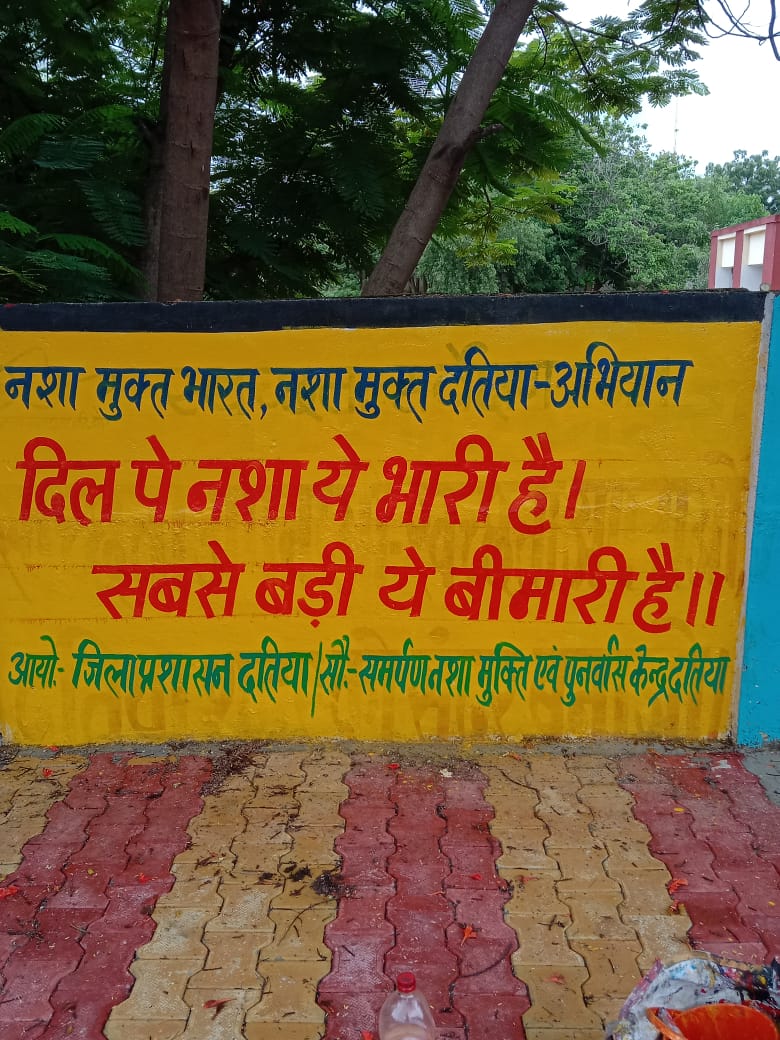 नशा मुक्त भारत, नशा मुक्त दतिया-अभियान
दिल पे नशा ये भारी है।
सबसे बड़ी ये बीमारी है॥
आयो:- जिला प्रशासन दतिया/सौ:-समर्पण नशा मुक्ति एवं पुनर्वास केन्द्र दतिया